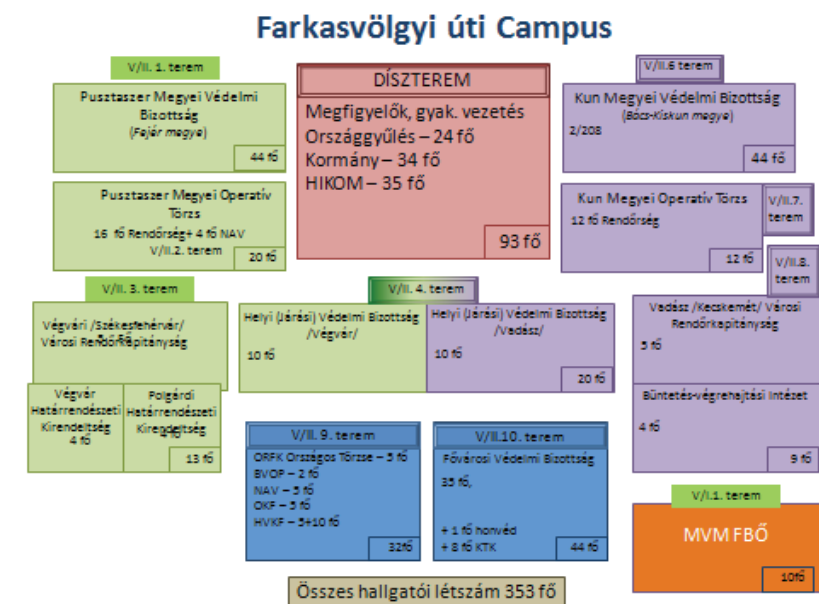 Farkasvölgyi úti Campus
V/II. 1. terem
Pusztaszer Megyei Védelmi
Bizottság
(Fejér megye)
44 fő
Pusztaszer Megyei Operatív
Törzs
16 fő Rendőrség+ 4 fő NAV
V/II.2. terem
20 fő
DÍSZTEREM
Megfigyelők, gyak. vezetés
Országgyűlés – 24 fő
Kormány – 34 fő
HIKOM – 35 fő
93 fő
V/II.6 terem
Kun Megyei Védelmi Bizottság
(Bács-Kiskun megye)
2/208
44 fő
Kun Megyei Operatív Törzs
12 fő Rendőrség
12 fő
V/II.7.
terem
V/II.8.
terem
V/II. 3. terem
Végvári /Székesfehérvár/
Városi Rendőrkapitányság
Végvár
Határrendészeti
Kirendeltség
4 fő
Polgárdi
Határrendészeti
Kirendeltség
13 fő
V/II. 4. terem
Helyi (Járási) Védelmi Bizottság
/Végvár/
10 fő
Helyi (Járási) Védelmi Bizottság
/Vadász/
10 fő
20 fő
Vadász /Kecskemét/ Városi
Rendőrkapitányság
5 fő
Büntetés-végrehajtási Intézet
4 fő
9 fő
V/II. 9. terem
ORFK Országos Törzse – 5 fő
BVOP – 2 fő
NAV – 5 fő
OKF – 5 fő
HVKF – 5+10 fő
32fő
V/II.10. terem
Fővárosi Védelmi Bizottság
35 fő,
+ 1 fő honvéd
+ 8 fő KTK
44 fő
V/I.1. terem
MVM FBŐ
10fő
Összes hallgatói létszám 353 fő